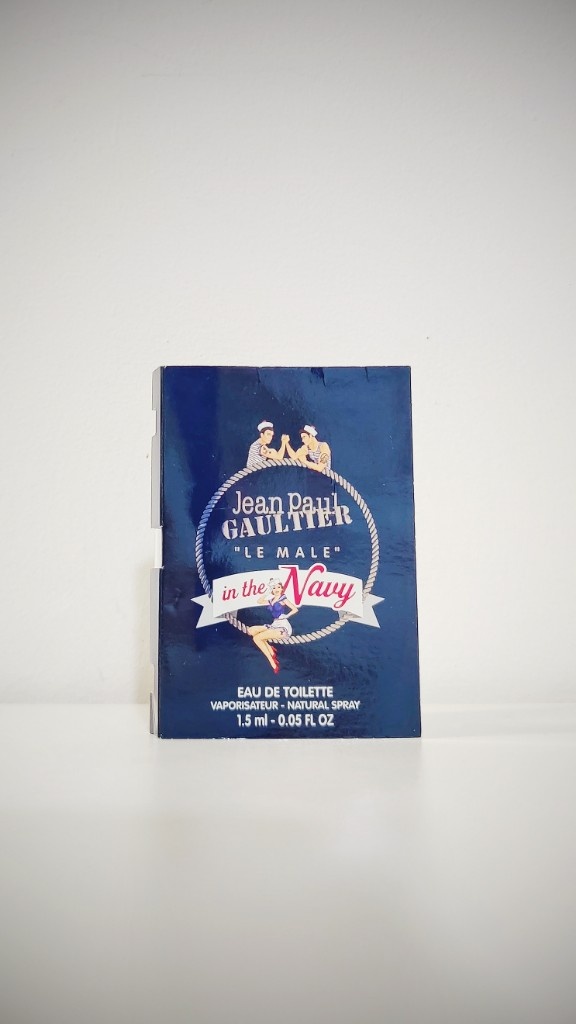 Jean Paul
GAULTIER
"LE MALE"
in the Navy
EAU DE TOILETTE
VAPORISATEUR - NATURAL SPRAY
1.5 ml - 0.05 FL OZ